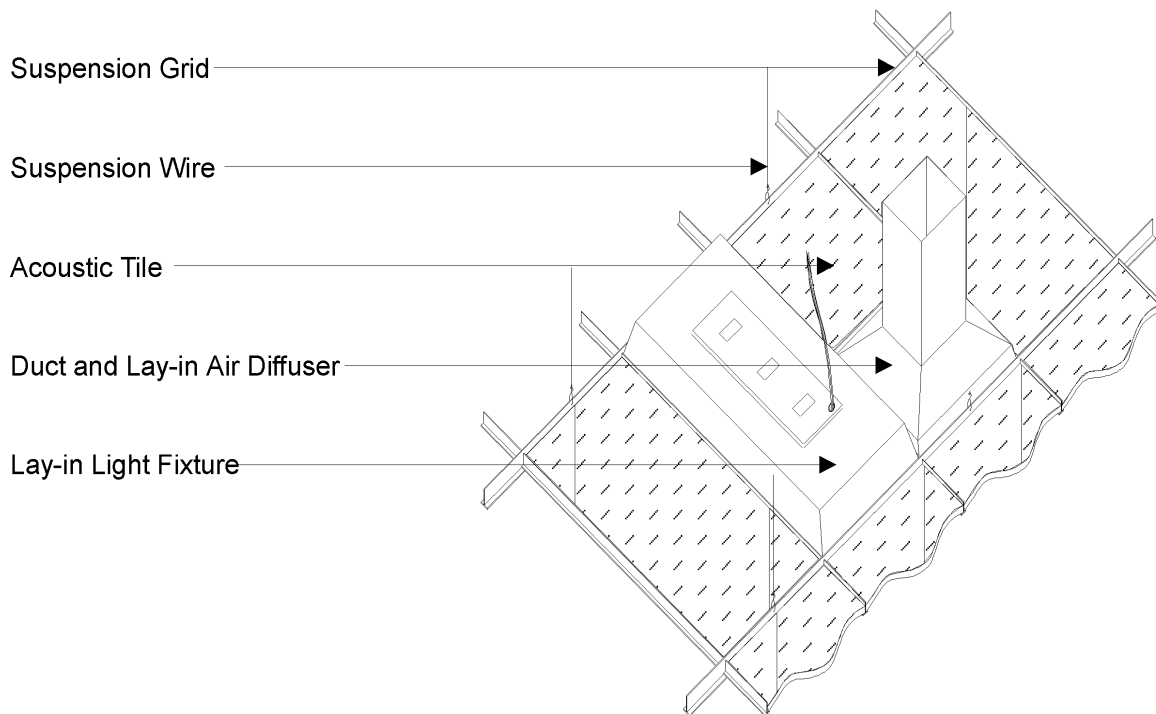 Suspension Grid
Suspension Wire
Acoustic Tile
Duct and Lay-in Air Diffuser
Lay-in Light Fixture